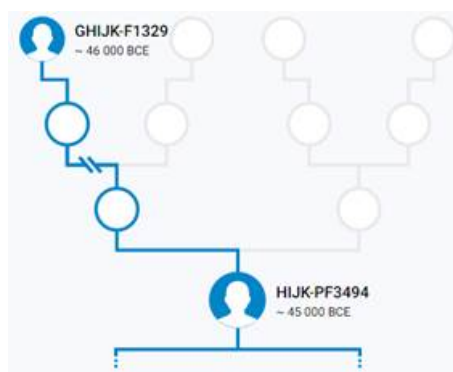 GHIJK-F1329
~ 46 000 BCE
HIJK-PF3494
~ 45 000 BCE